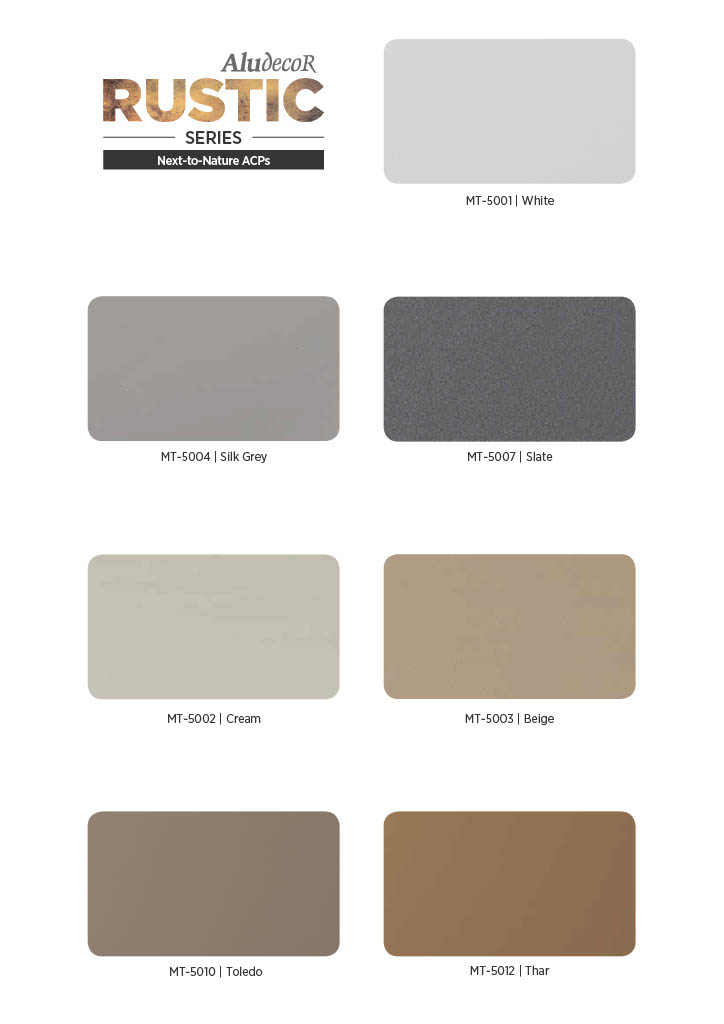 AludecoR
RUSTIC
SERIES
Next-to-Nature ACPs
MT-5001 | White
MT-5004 | Silk Grey
MT-5007 | Slate
MT-5002 | Cream
MT-5003 | Beige
MT-5010 | Toledo
MT-5012 | Thar